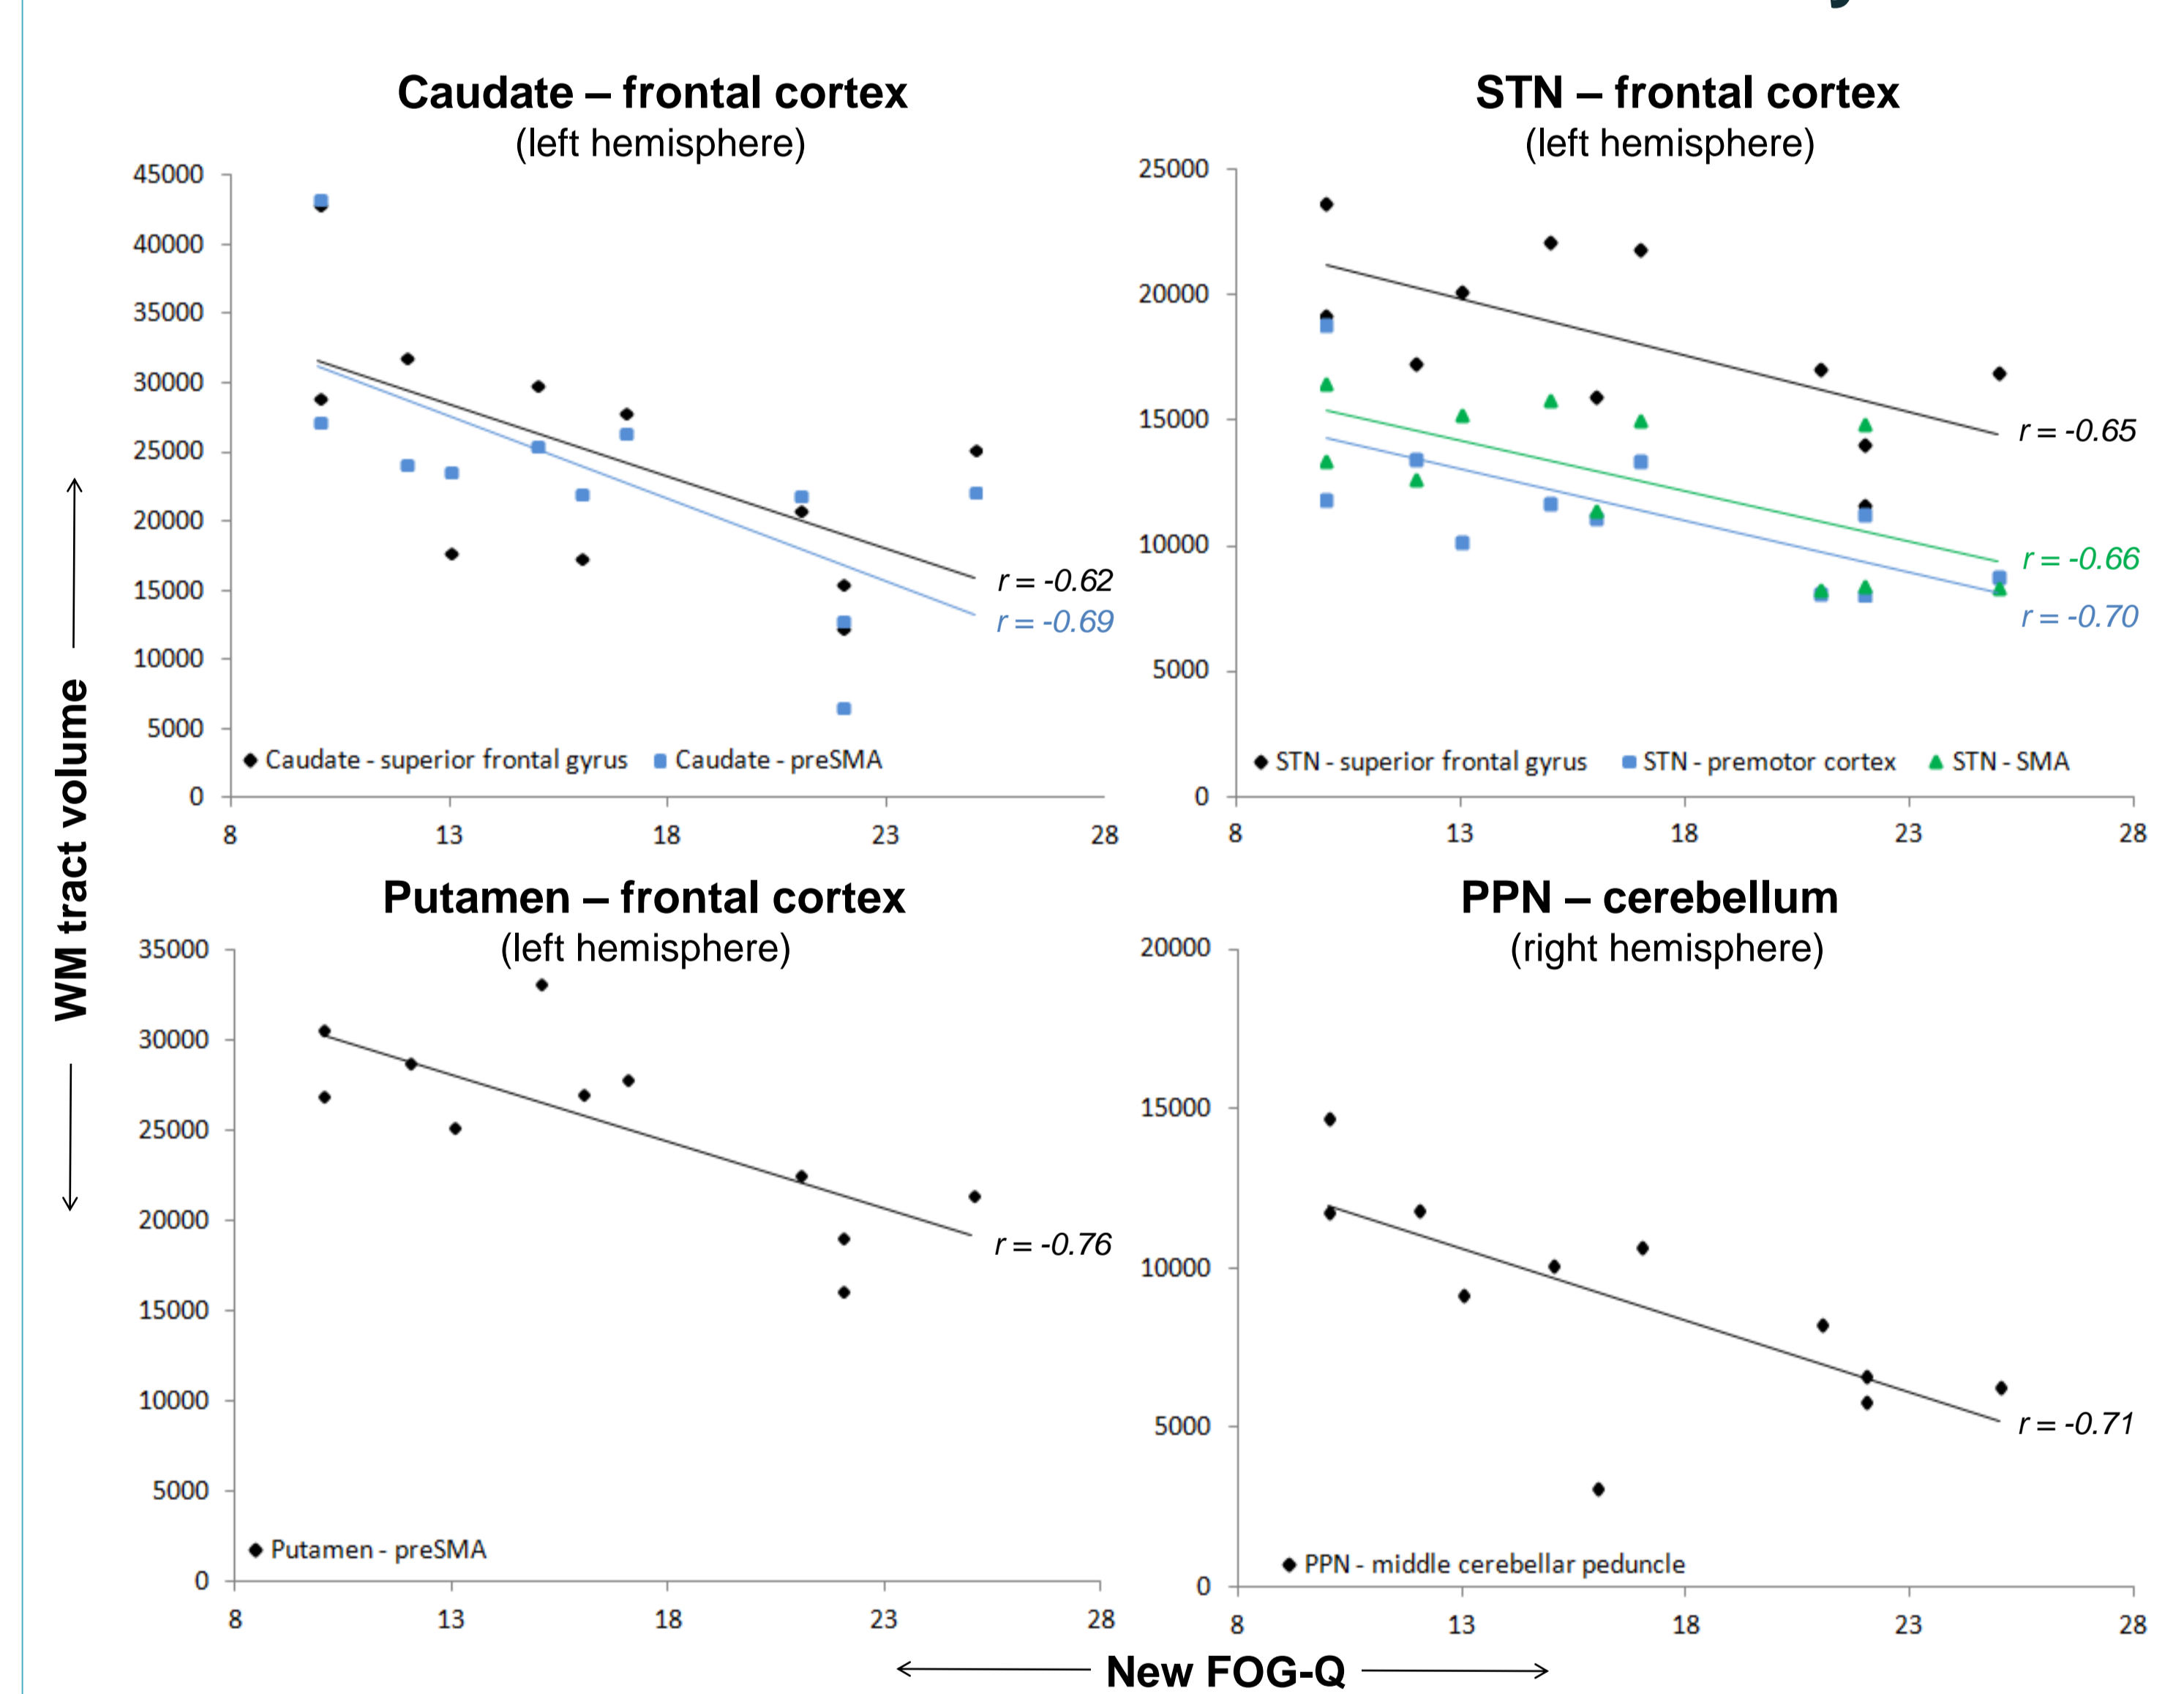 Caudate – frontal cortex
(left hemisphere)
45000
40000
35000
30000
25000
20000
15000
10000
5000
0
8
13
18
23
28
r = -0.62
r = -0.69
Caudate - superior frontal gyrus
Caudate - preSMA
STN – frontal cortex
(left hemisphere)
25000
20000
15000
10000
5000
0
8
13
18
23
28
r = -0.65
r = -0.66
r = -0.70
STN - superior frontal gyrus
STN - premotor cortex
STN - SMA
WM tract volume
Putamen – frontal cortex
(left hemisphere)
35000
30000
25000
20000
15000
10000
5000
0
8
13
18
23
28
r = -0.76
Putamen - preSMA
PPN – cerebellum
(right hemisphere)
20000
15000
10000
5000
0
8
13
18
23
28
r = -0.71
PPN - middle cerebellar peduncle
New FOG-Q